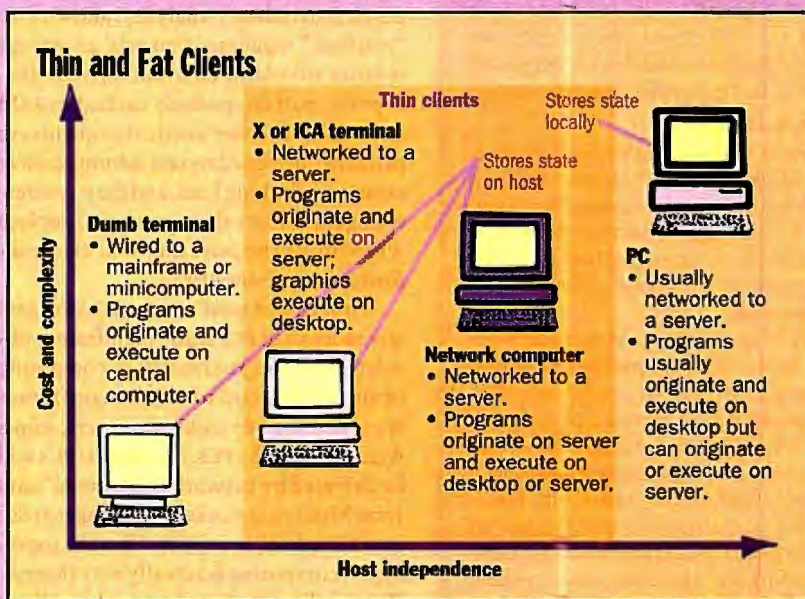 Thin and Fat Clients
Cost and complexity
Dumb terminal
• Wired to a
mainframe or
minicomputer.
• Programs
originate and
execute on
central
computer.
Thin clients
X or ICA terminal
• Networked to a
server.
• Programs
originate and
execute on
server;
graphics
execute on
desktop.
Stores state
on host
Network computer
• Networked to a
server.
• Programs
originate on server
and execute on
desktop or server.
Stores state
locally
PC
• Usually
networked to
a server.
• Programs
usually
originate and
execute on
desktop but
can originate
or execute on
server.
Host independence